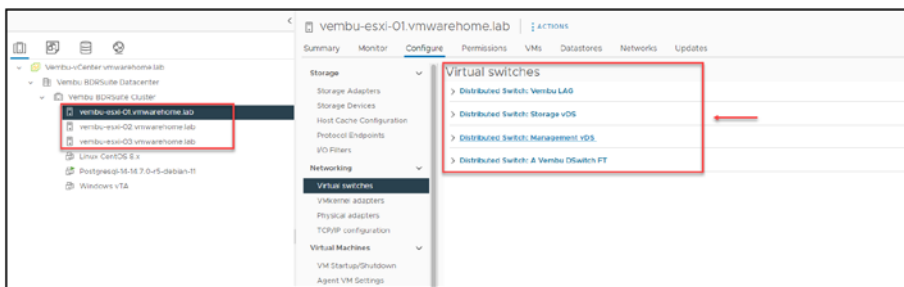 Vembu-vCenter.vmwarehome.lab
Vembu BDRSuite Datacenter
Vembu BDRSuite Cluster
vembu-esxi-01.vmwarehome.lab
vembu-esxi-02.vmwarehome.lab
vembu-esxi-03.vmwarehome.lab
Linux CentOS 8.x
Postgresql-14-14.7.0-r5-debian-11
Windows vTA
vembu-esxi-01.vmwarehome.lab
ACTIONS
Summary Monitor Configure Permissions VMs Datastores Networks Updates
Storage
Storage Adapters
Storage Devices
Host Cache Configuration
Protocol Endpoints
I/O Filters
Networking
Virtual switches
VMkernel adapters
Physical adapters
TCP/IP configuration
Virtual Machines
VM Startup/Shutdown
Agent VM Settings
Virtual switches
Distributed Switch: Vembu LAG
Distributed Switch: Storage vDS
Distributed Switch: Management vDS
Distributed Switch: A Vembu DSwitch FT